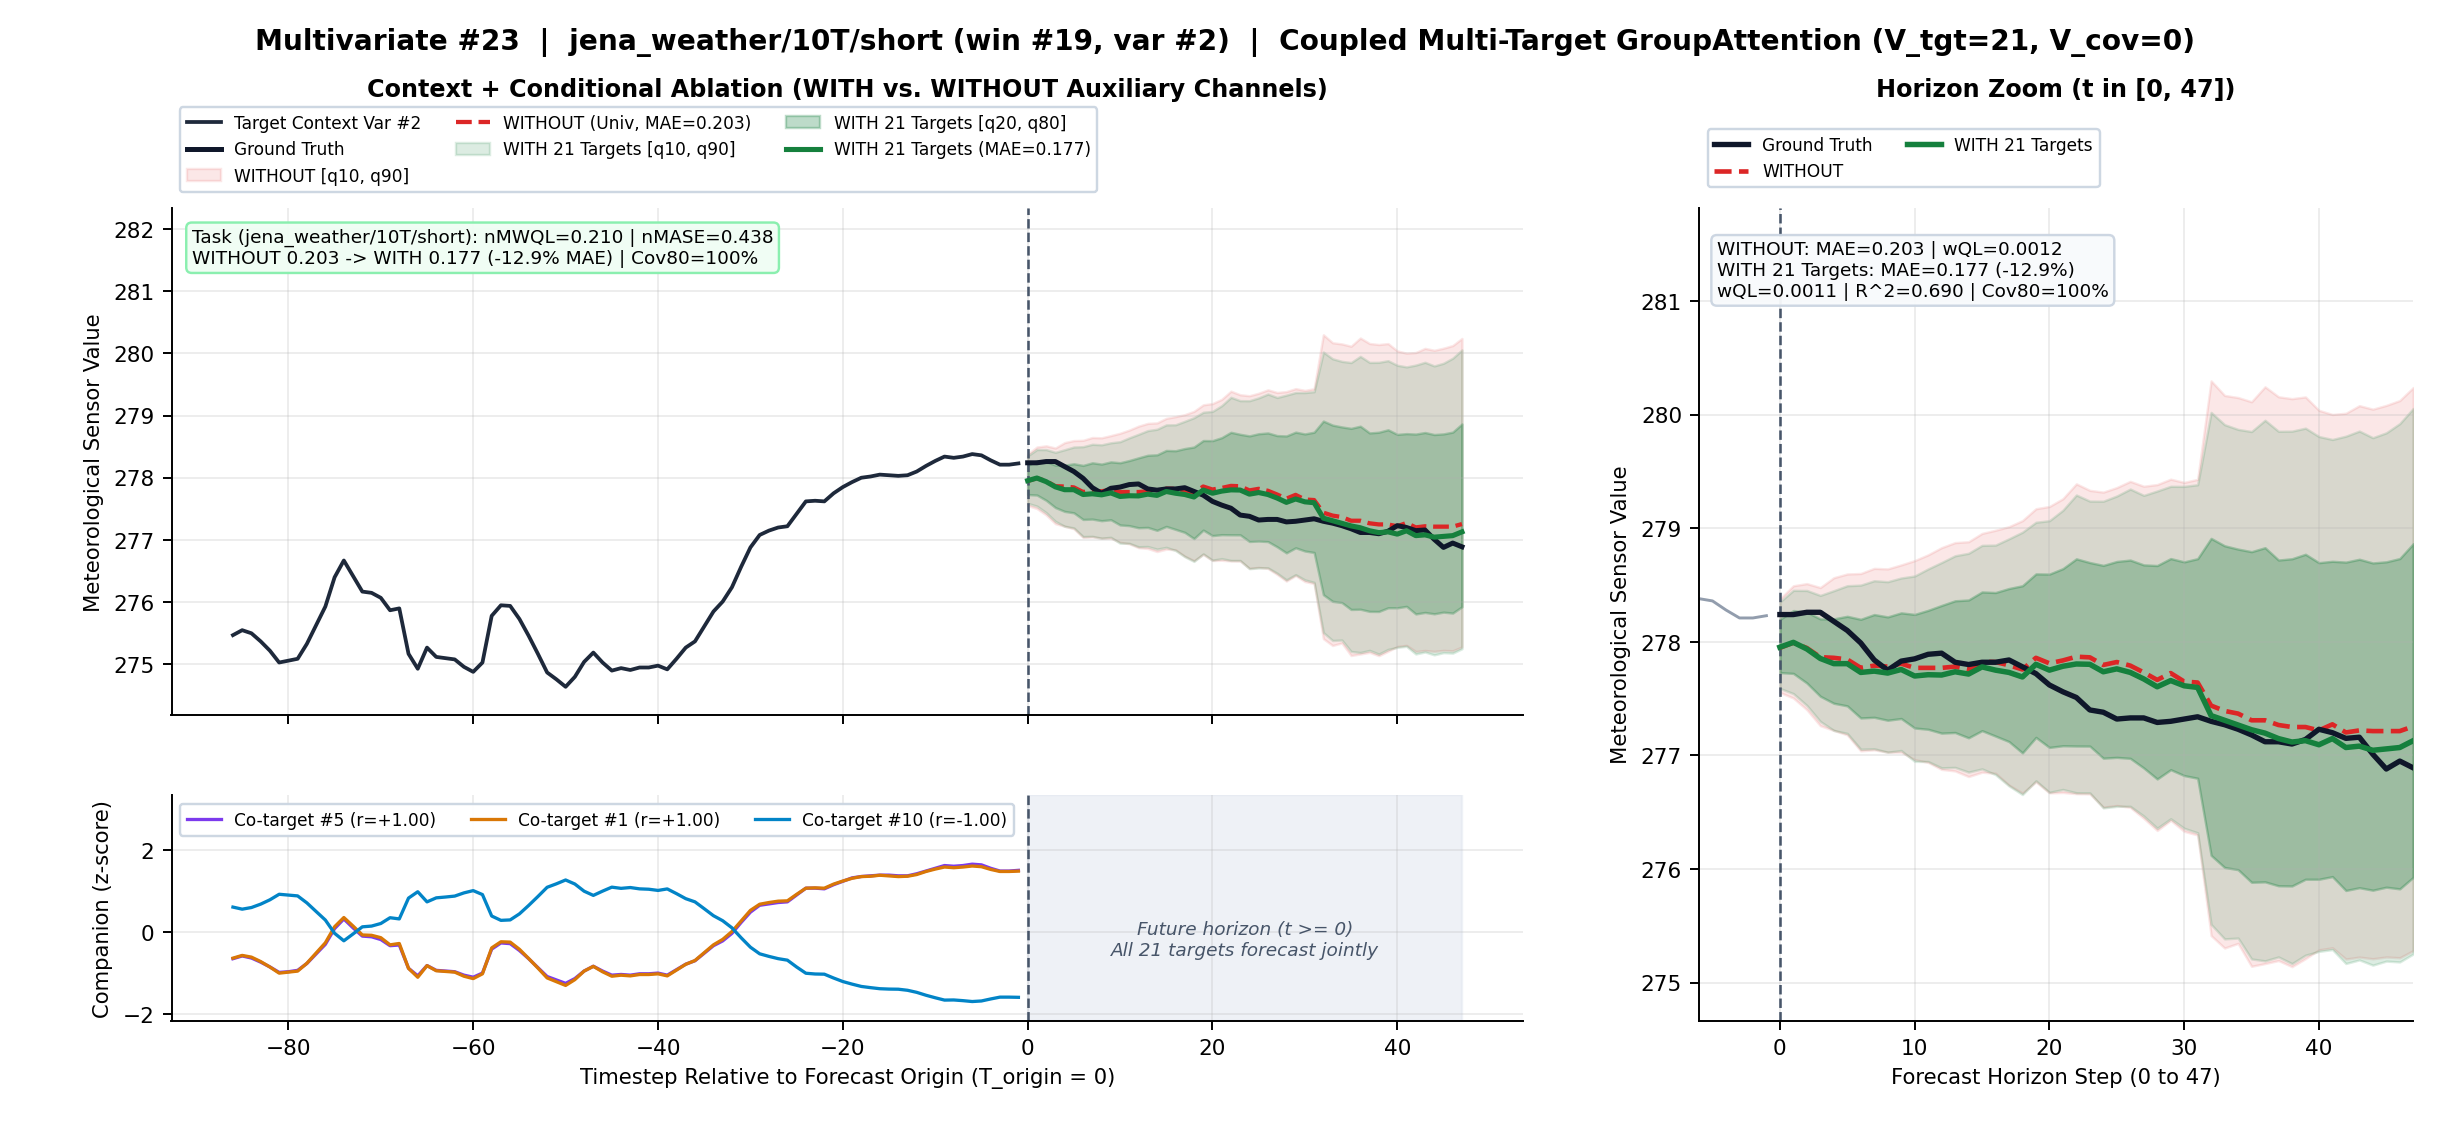 Multivariate #23 | jena_weather/10T/short (win #19, var #2) | Coupled Multi-Target GroupAttention (V_tgt=21, V_cov=0)
Context + Conditional Ablation (WITH vs. WITHOUT Auxiliary Channels)
Target Context Var #2
Ground Truth
WITHOUT [q10, q90]
WITHOUT (Univ, MAE=0.203)
WITH 21 Targets [q10, q90]
WITH 21 Targets [q20, q80]
WITH 21 Targets (MAE=0.177)
Task (jena_weather/10T/short): nMWQL=0.210 | nMASE=0.438
WITHOUT 0.203 -> WITH 0.177 (-12.9% MAE) | Cov80=100%
Meteorological Sensor Value
282
281
280
279
278
277
276
275
Co-target #5 (r=+1.00)
Co-target #1 (r=+1.00)
Co-target #10 (r=-1.00)
Future horizon (t >= 0)
All 21 targets forecast jointly
Companion (z-score)
2
0
−2
−80
−60
−40
−20
0
20
40
Timestep Relative to Forecast Origin (T_origin = 0)
Horizon Zoom (t in [0, 47])
Ground Truth
WITHOUT
WITH 21 Targets
WITHOUT: MAE=0.203 | wQL=0.0012
WITH 21 Targets: MAE=0.177 (-12.9%)
wQL=0.0011 | R^2=0.690 | Cov80=100%
Meteorological Sensor Value
281
280
279
278
277
276
275
0
10
20
30
40
Forecast Horizon Step (0 to 47)